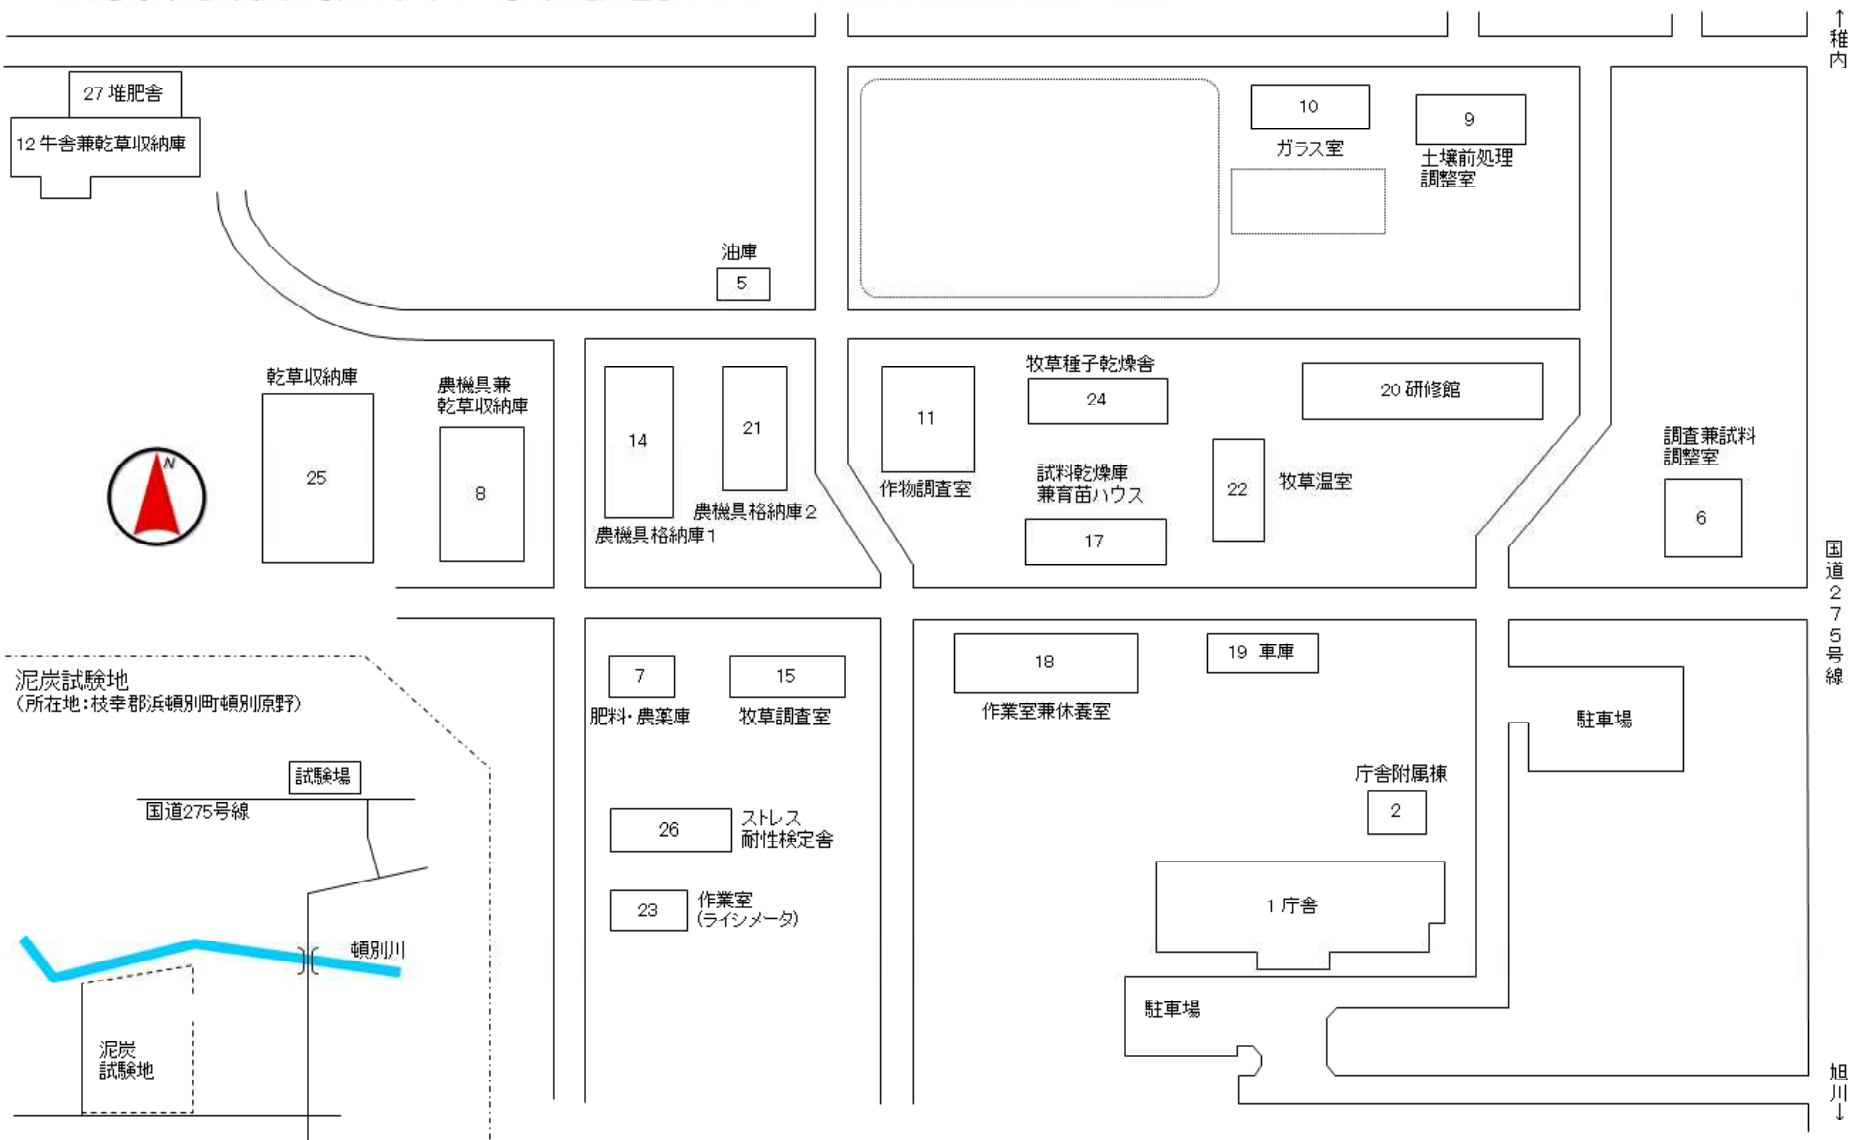 ↑稚内
27 堆肥舎
12 牛舎兼乾草収納庫
10
ガラス室
9
土壌前処理
調整室
油庫
5
乾草収納庫
25
農機具兼
乾草収納庫
8
14
農機具格納庫1
21
農機具格納庫2
11
作物調査室
牧草種子乾燥舎
24
試料乾燥庫
兼育苗ハウス
17
22
牧草温室
20 研修館
調査兼試料
調整室
6
国道275号線
N
7
肥料・農薬庫
15
牧草調査室
18
作業室兼休養室
19 車庫
駐車場
庁舎附属棟
2
26
ストレス
耐性検定舎
23
作業室
(ライシメータ)
1 庁舎
駐車場
旭川↓
泥炭試験地
(所在地:枝幸郡浜頓別町頓別原野)
試験場
国道275号線
頓別川
泥炭
試験地